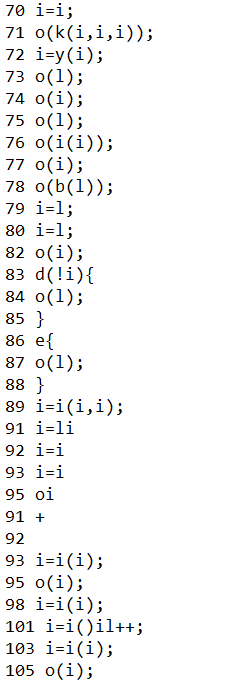 70 i=i;
71 o(k(i,i,i));
72 i=y(i);
73 o(l);
74 o(i);
75 o(l);
76 o(i(i));
77 o(i);
78 o(b(l));
79 i=l;
80 i=l;
82 o(i);
83 d(!i){
84 o(l);
85 }
86 e{
87 o(l);
88 }
89 i=i(i,i);
91 i=li
92 i=i
93 i=i
95 oi
91 +
92
93 i=i(i);
95 o(i);
98 i=i(i);
101 i=i()il++;
103 i=i(i);
105 o(i);